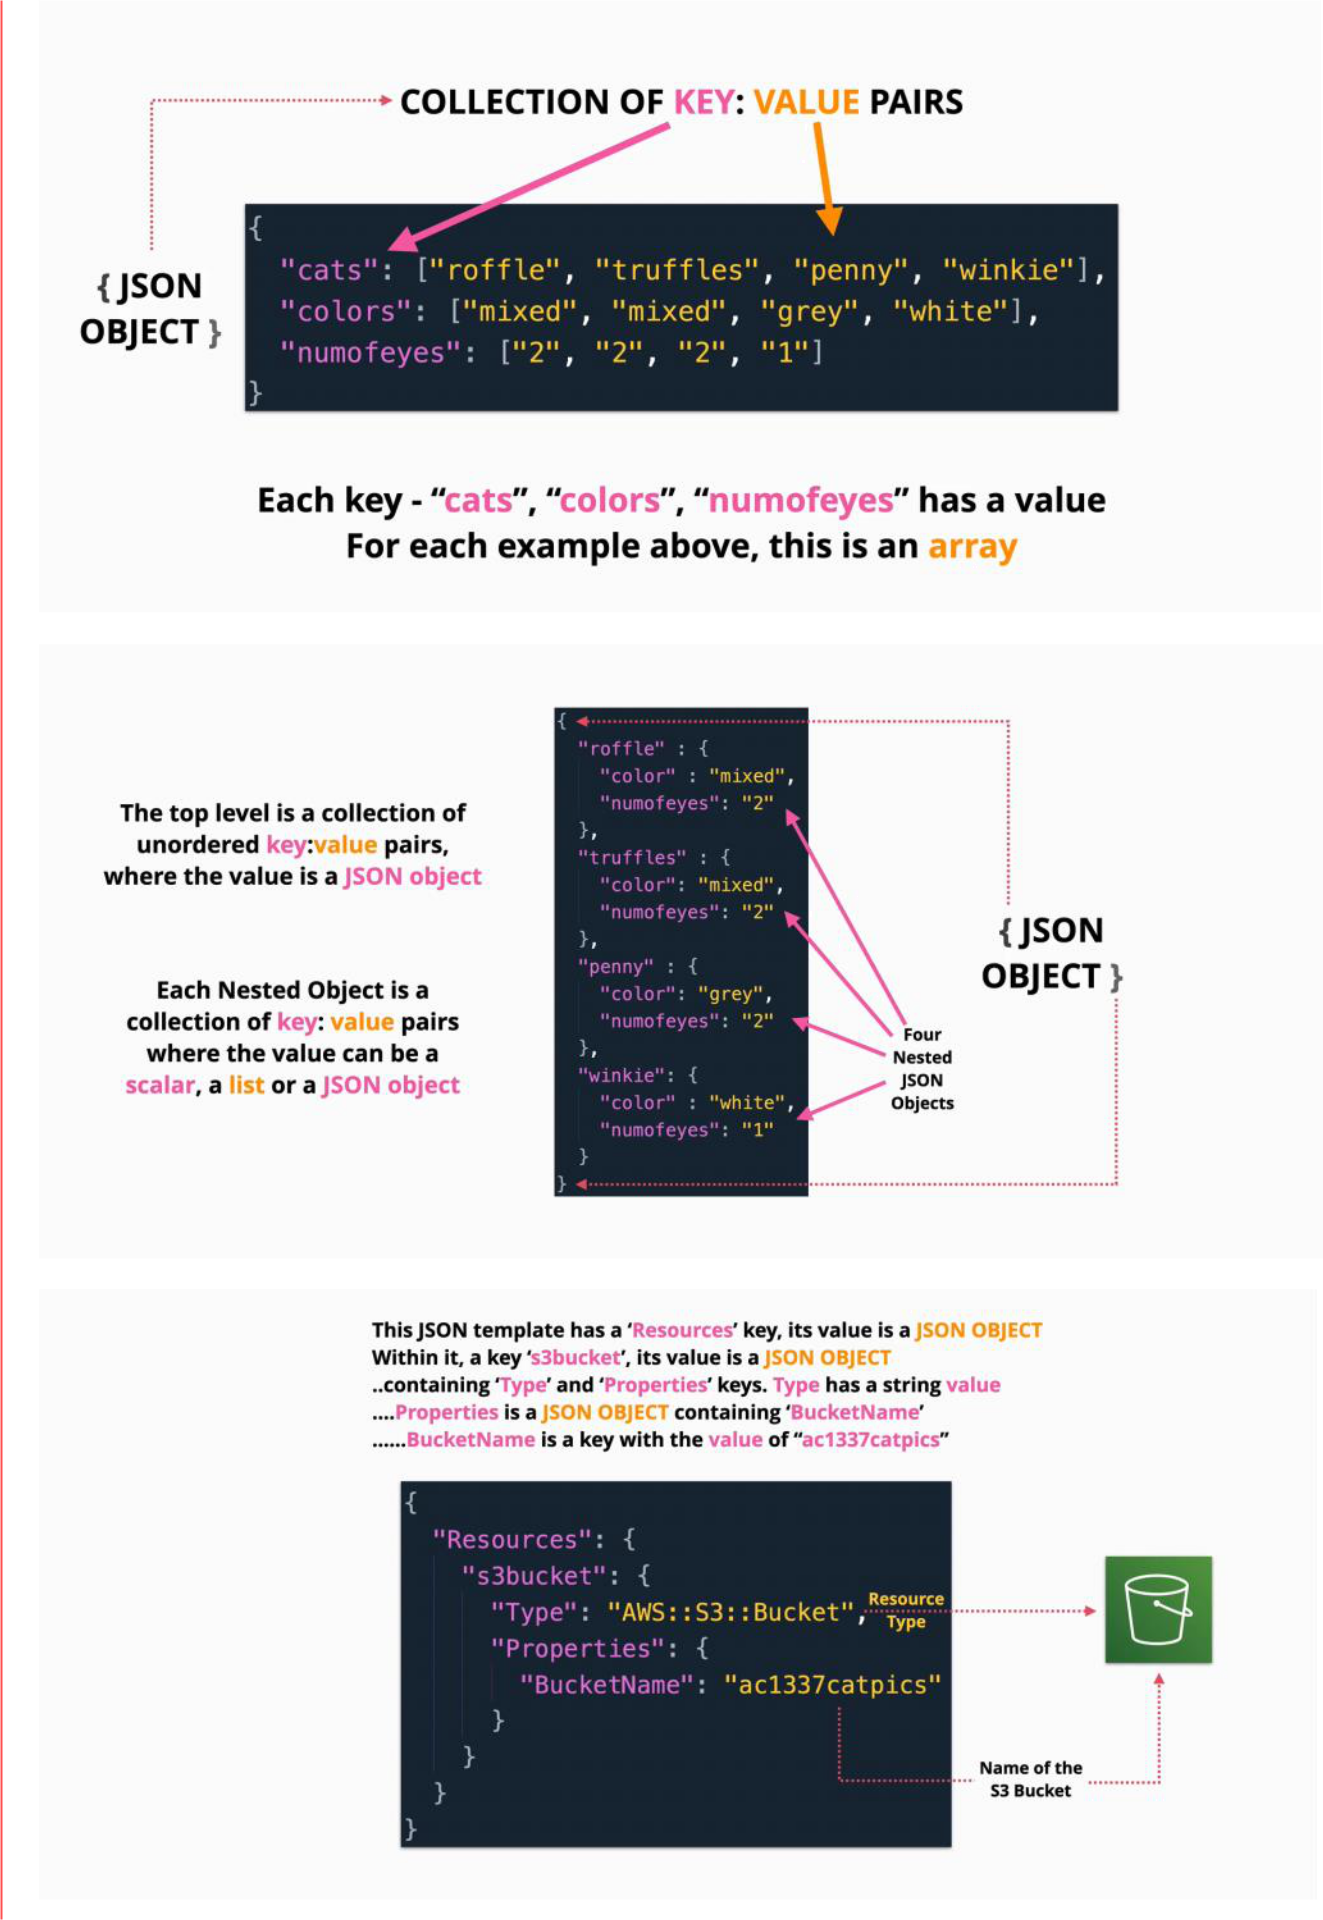 COLLECTION OF KEY: VALUE PAIRS
{ JSON
OBJECT }
{
"cats": ["roffle", "truffles", "penny", "winkie"],
"colors": ["mixed", "mixed", "grey", "white"],
"numofeyes": ["2", "2", "2", "1"]
}
Each key - “cats”, “colors”, “numofeyes” has a value
For each example above, this is an array
The top level is a collection of
unordered key:value pairs,
where the value is a JSON object
Each Nested Object is a
collection of key: value pairs
where the value can be a
scalar, a list or a JSON object
{
"roffle" : {
"color" : "mixed",
"numofeyes": "2"
},
"truffles" : {
"color": "mixed",
"numofeyes": "2"
},
"penny" : {
"color": "grey",
"numofeyes": "2"
},
"winkie": {
"color" : "white",
"numofeyes": "1"
}
}
{ JSON
OBJECT }
Four
Nested
JSON
Objects
This JSON template has a ‘Resources’ key, its value is a JSON OBJECT
Within it, a key ‘s3bucket’, its value is a JSON OBJECT
..containing ‘Type’ and ‘Properties’ keys. Type has a string value
....Properties is a JSON OBJECT containing ‘BucketName’
......BucketName is a key with the value of “ac1337catpics”
{
"Resources": {
"s3bucket": {
"Type": "AWS::S3::Bucket",
"Properties": {
"BucketName": "ac1337catpics"
}
}
}
}
Resource
Type
Name of the
S3 Bucket